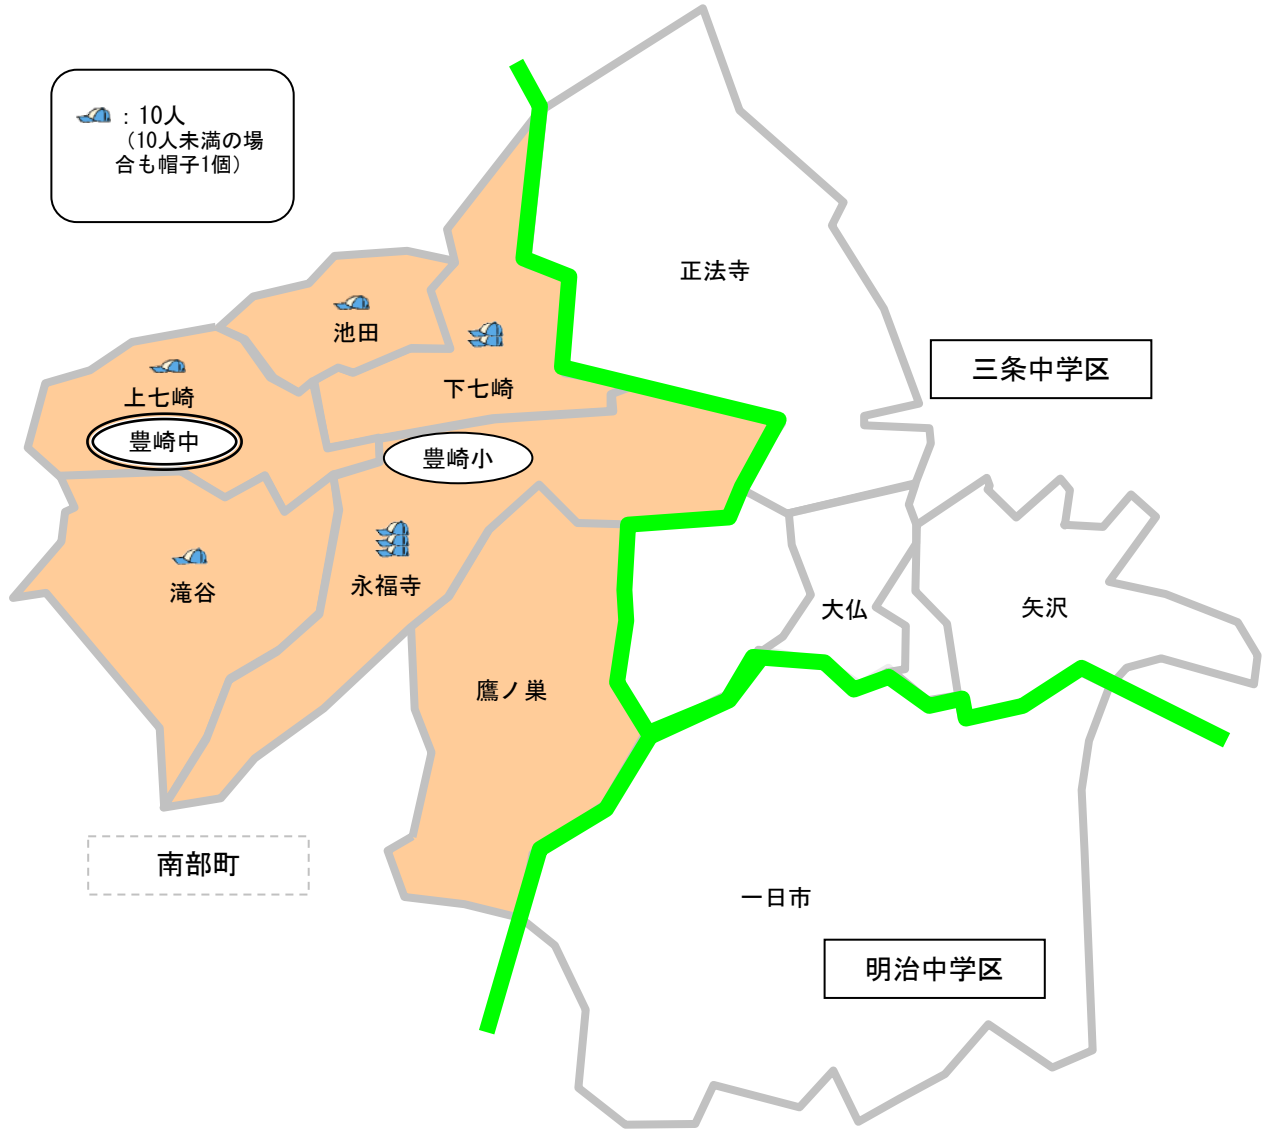 ：10人
（10人未満の場
合も帽子1個）
正法寺
池田
三条中学区
下七崎
上七崎
豊崎中
豊崎小
永福寺
滝谷
大仏
矢沢
鷹ノ巣
南部町
一日市
明治中学区